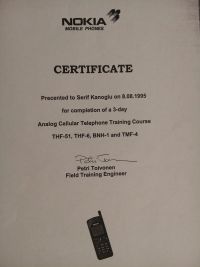 NOKIA
MOBILE PHONES
CERTIFICATE
Precented to Serif Kanoglu on 8.08.1995
for completion of a 3-day
Analog Cellular Telephone Training Course
THF-51, THF-6, BNH-1 and TMF-4
Petri Toivonen
Field Training Engineer